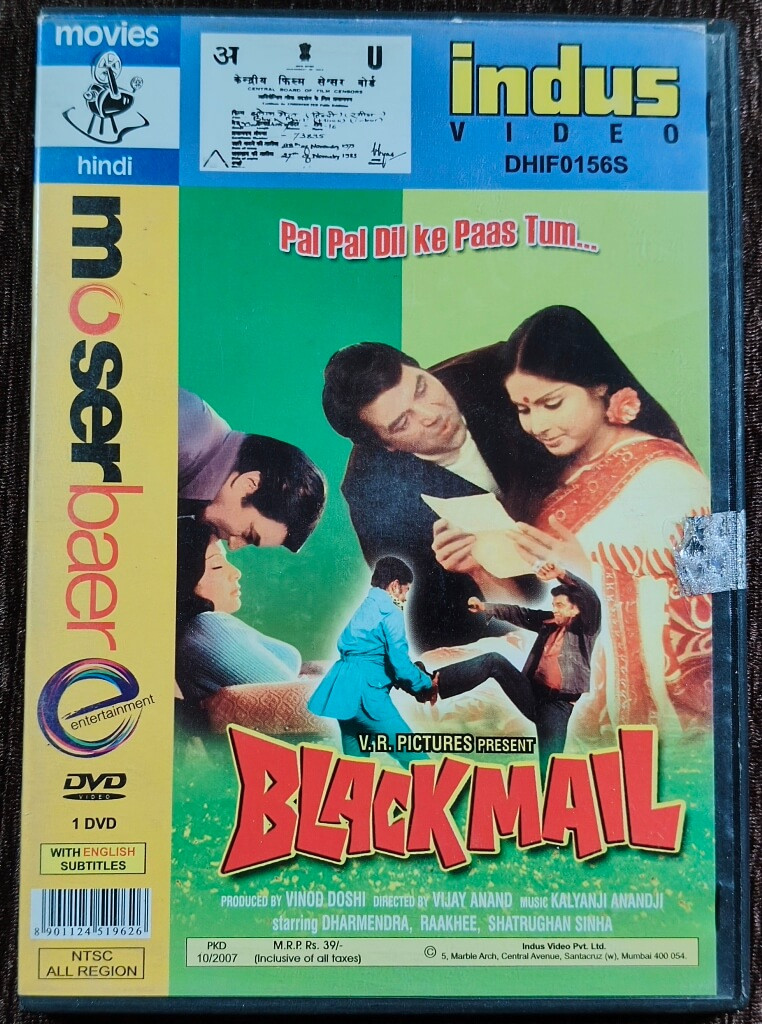 movies
hindi
moserbaer
entertainment
DVD
VIDEO
1 DVD
WITH ENGLISH
SUBTITLES
8 901124 519626
NTSC
ALL REGION
अ U
केन्द्रीय फिल्म सेन्सर बोर्ड
CENTRAL BOARD OF FILM CENSORS
indus
VIDEO
DHIF0156S
Pal Pal Dil ke Paas Tum...
V. R. PICTURES PRESENT
BLACKMAIL
PRODUCED BY VINOD DOSHI DIRECTED BY VIJAY ANAND MUSIC KALYANJI ANANDJI
starring DHARMENDRA, RAAKHEE, SHATRUGHAN SINHA
PKD
10/2007
M.R.P. Rs. 39/-
(Inclusive of all taxes)
© Indus Video Pvt. Ltd.
5, Marble Arch, Central Avenue, Santacruz (w), Mumbai 400 054.